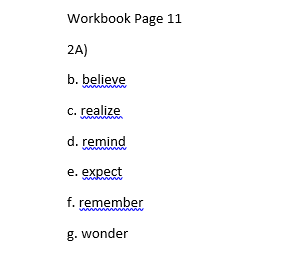 Workbook Page 11
2A)
b. believe
c. realize
d. remind
e. expect
f. remember
g. wonder